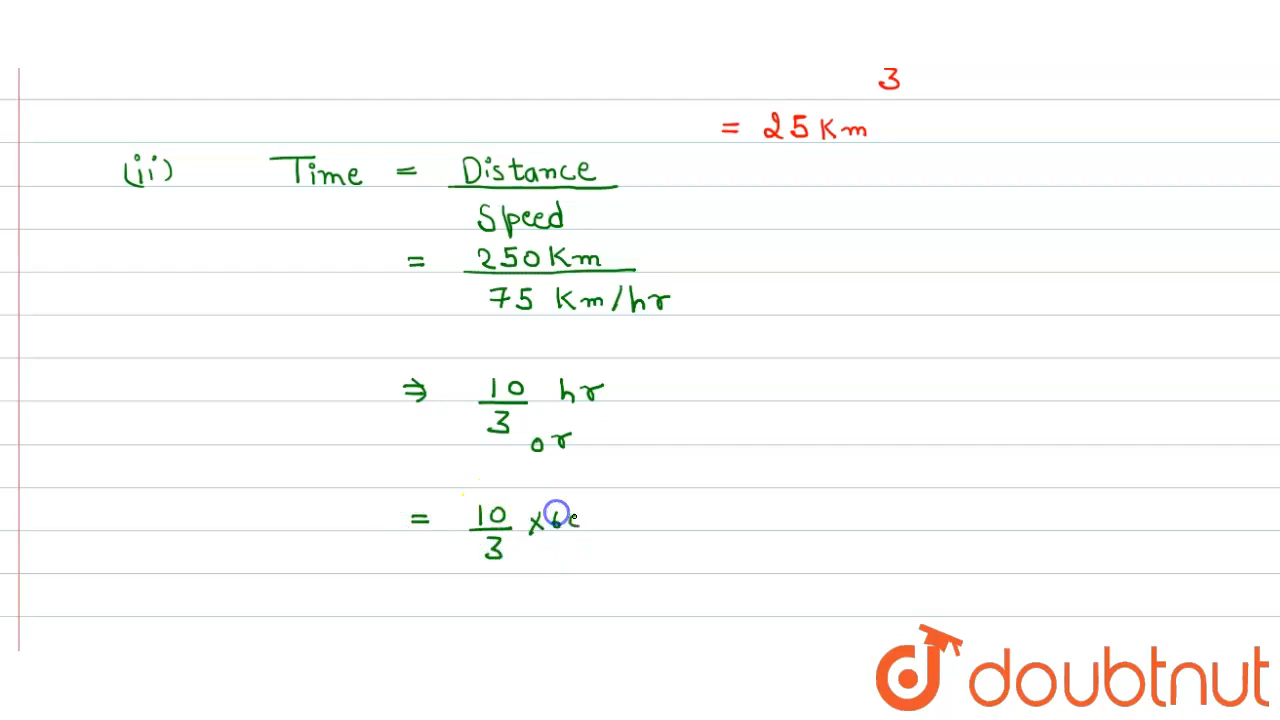 3
= 25 Km
(ii) Time = Distance
Speed
= 250 Km
75 Km/hr
⇒ 10 hr
3
or
= 10 × 6
3
doubtnut